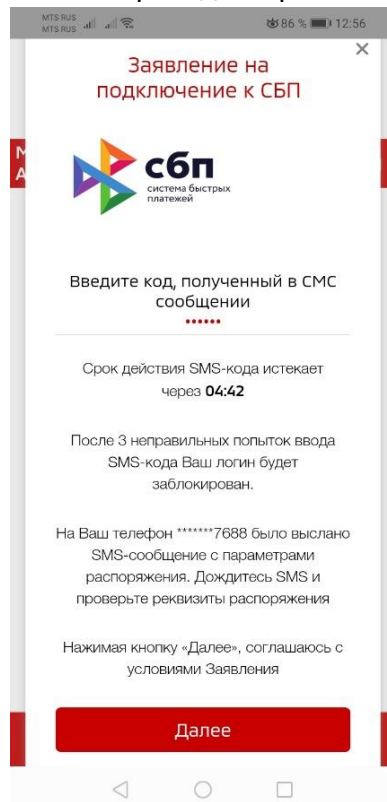 MTS RUS
MTS RUS
86 %
12:56
Заявление на
подключение к СБП
М
А
сбп
система быстрых
платежей
Введите код, полученный в СМС
сообщении
••••••
Срок действия SMS-кода истекает
через 04:42
После 3 неправильных попыток ввода
SMS-кода Ваш логин будет
заблокирован.
На Ваш телефон *******7688 было выслано
SMS-сообщение с параметрами
распоряжения. Дождитесь SMS и
проверьте реквизиты распоряжения
Нажимая кнопку «Далее», соглашаюсь с
условиями Заявления
Далее